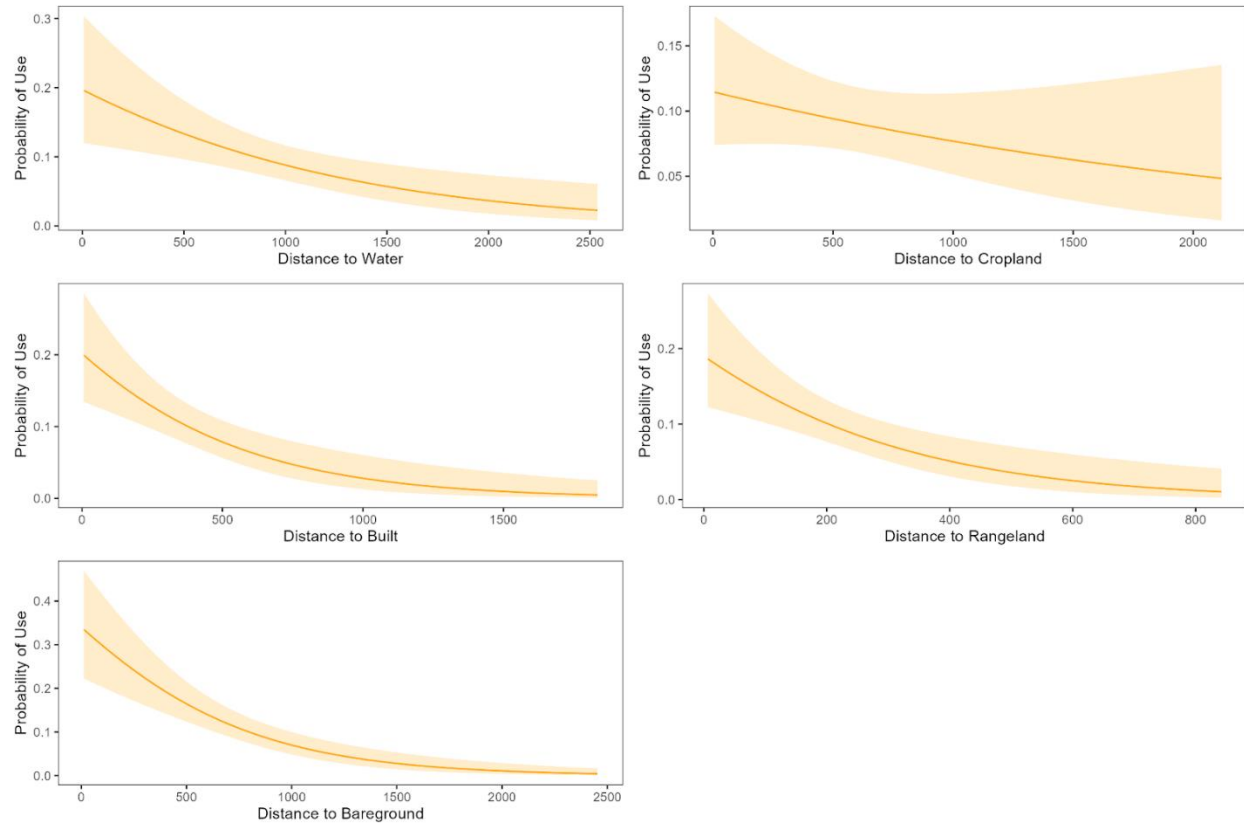 Probability of Use
0.3
0.2
0.1
0.0
0 500 1000 1500 2000 2500
Distance to Water
Probability of Use
0.15
0.10
0.05
0 500 1000 1500 2000
Distance to Cropland
Probability of Use
0.2
0.1
0.0
0 500 1000 1500
Distance to Built
Probability of Use
0.2
0.1
0.0
0 200 400 600 800
Distance to Rangeland
Probability of Use
0.4
0.3
0.2
0.1
0.0
0 500 1000 1500 2000 2500
Distance to Bareground